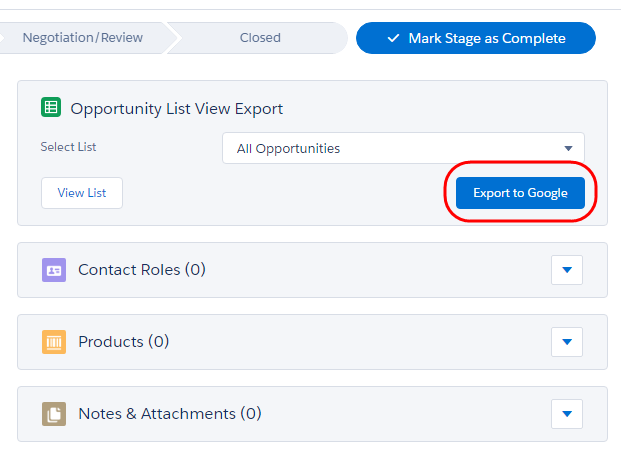 Negotiation/Review Closed Mark Stage as Complete
Opportunity List View Export
Select List All Opportunities
View List Export to Google
Contact Roles (0)
Products (0)
Notes & Attachments (0)